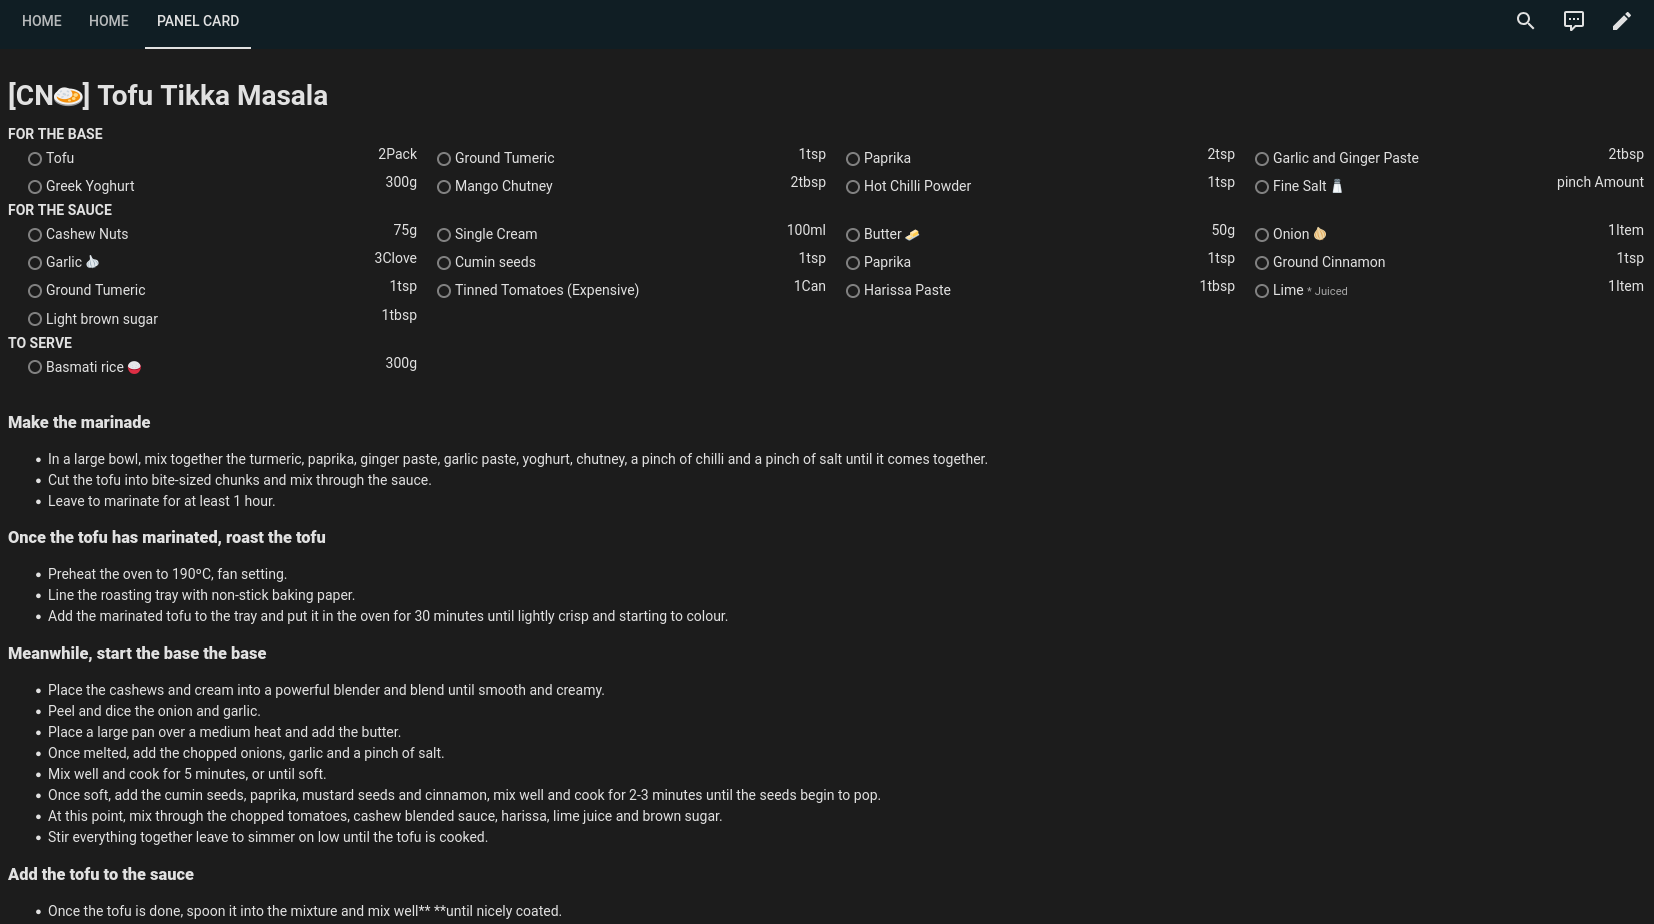 HOME HOME PANEL CARD
[CN🍛] Tofu Tikka Masala
FOR THE BASE
Tofu 2Pack Ground Tumeric 1tsp Paprika 2tsp Garlic and Ginger Paste 2tbsp
Greek Yoghurt 300g Mango Chutney 2tbsp Hot Chilli Powder 1tsp Fine Salt 🧂 pinch Amount
FOR THE SAUCE
Cashew Nuts 75g Single Cream 100ml Butter 🧈 50g Onion 🧅 1Item
Garlic 🧄 3Clove Cumin seeds 1tsp Paprika 1tsp Ground Cinnamon 1tsp
Ground Tumeric 1tsp Tinned Tomatoes (Expensive) 1Can Harissa Paste 1tbsp Lime * Juiced 1Item
Light brown sugar 1tbsp
TO SERVE
Basmati rice 🍚 300g
Make the marinade
• In a large bowl, mix together the turmeric, paprika, ginger paste, garlic paste, yoghurt, chutney, a pinch of chilli and a pinch of salt until it comes together.
• Cut the tofu into bite-sized chunks and mix through the sauce.
• Leave to marinate for at least 1 hour.
Once the tofu has marinated, roast the tofu
• Preheat the oven to 190ºC, fan setting.
• Line the roasting tray with non-stick baking paper.
• Add the marinated tofu to the tray and put it in the oven for 30 minutes until lightly crisp and starting to colour.
Meanwhile, start the base the base
• Place the cashews and cream into a powerful blender and blend until smooth and creamy.
• Peel and dice the onion and garlic.
• Place a large pan over a medium heat and add the butter.
• Once melted, add the chopped onions, garlic and a pinch of salt.
• Mix well and cook for 5 minutes, or until soft.
• Once soft, add the cumin seeds, paprika, mustard seeds and cinnamon, mix well and cook for 2-3 minutes until the seeds begin to pop.
• At this point, mix through the chopped tomatoes, cashew blended sauce, harissa, lime juice and brown sugar.
• Stir everything together leave to simmer on low until the tofu is cooked.
Add the tofu to the sauce
• Once the tofu is done, spoon it into the mixture and mix well** **until nicely coated.